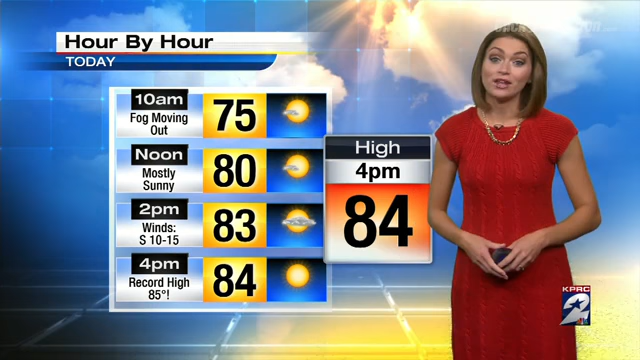 Hour By Hour
TODAY
10am
Fog Moving
Out
75
Noon
Mostly
Sunny
80
2pm
Winds:
S 10-15
83
4pm
Record High
85°!
84
High
4pm
84
KPRC
2